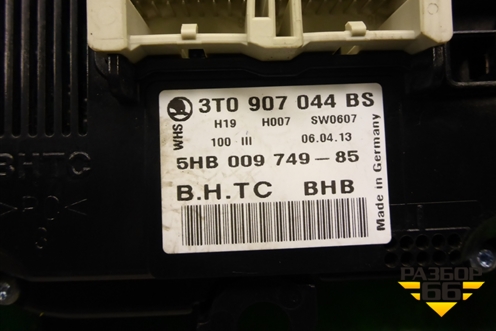 WHS
3T0 907 044 BS
H19 H007 SW0607
100 III 06.04.13
5HB 009 749-85
B.H.TC BHB
Made in Germany
BHTC
РАЗБОР
66